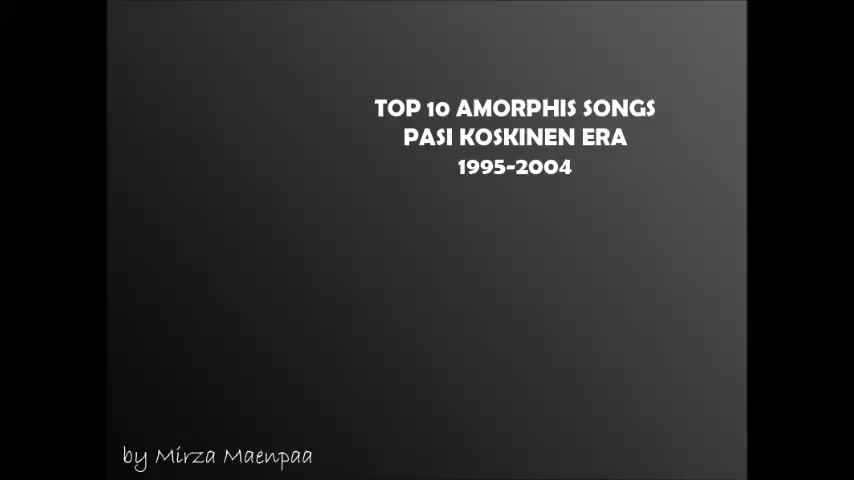 TOP 10 AMORPHIS SONGS
PASI KOSKINEN ERA
1995-2004
by Mirza Maenpaa